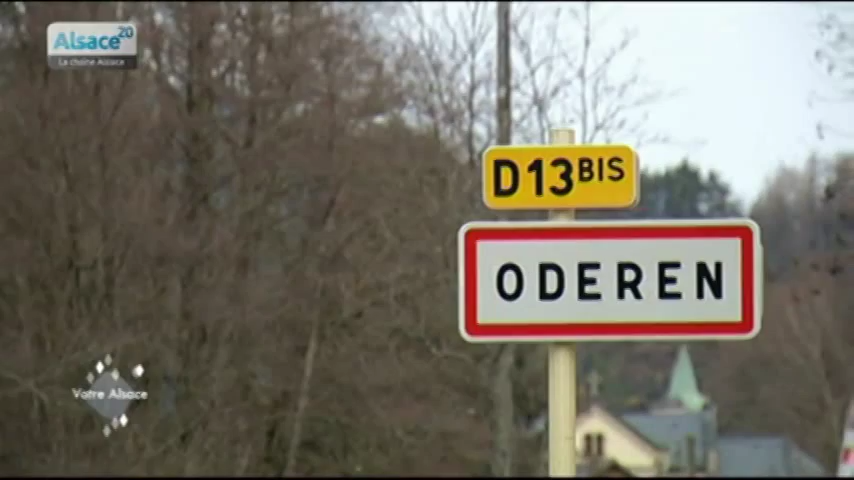 Alsace20
La chaîne Alsace
D13BIS
ODEREN
Votre Alsace